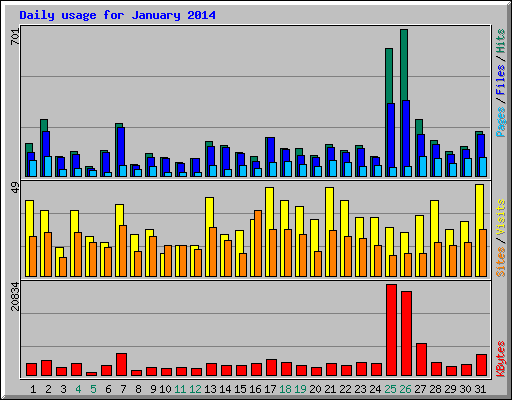 Daily usage for January 2014
701
Pages / Files / Hits
49
Sites / Visits
20834
KBytes
1 2 3 4 5 6 7 8 9 10 11 12 13 14 15 16 17 18 19 20 21 22 23 24 25 26 27 28 29 30 31